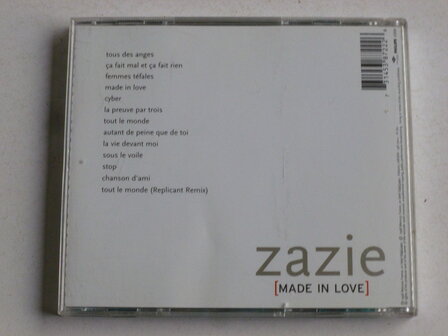 tous des anges
ça fait mal et ça fait rien
femmes téfales
made in love
cyber
la preuve par trois
tout le monde
autant de peine que de toi
la vie devant moi
sous le voile
stop
chanson d'ami
tout le monde (Replicant Remix)
zazie
[MADE IN LOVE]